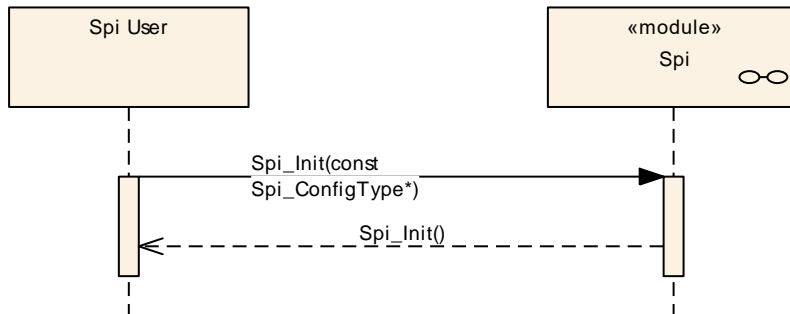 Spi User
«module»
Spi
Spi_Init(const
Spi_ConfigType*)
Spi_Init()